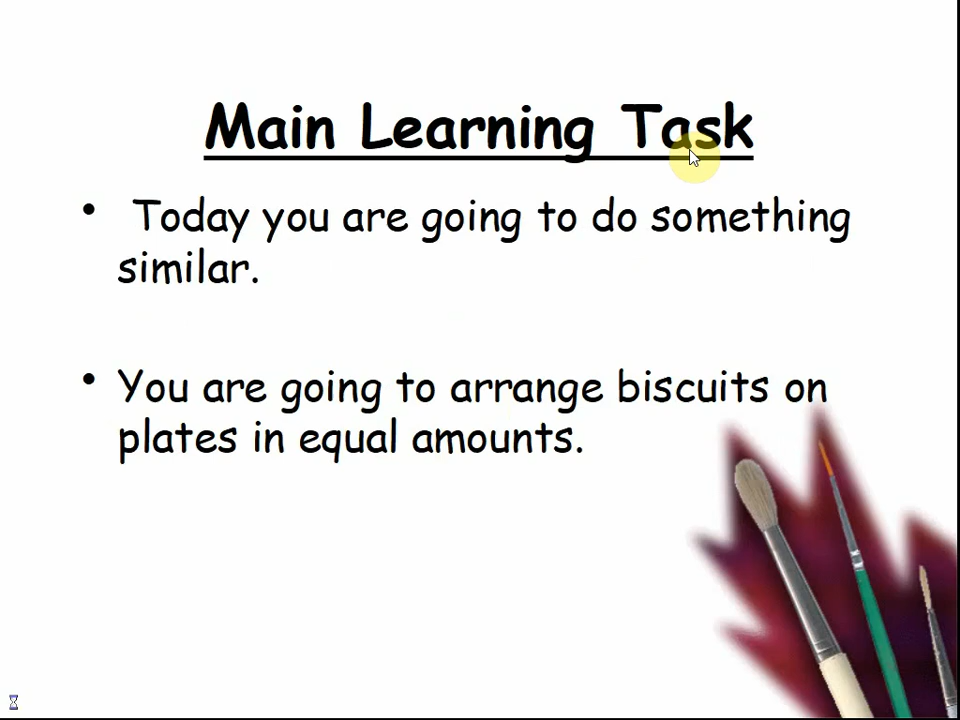 Main Learning Task
• Today you are going to do something
similar.
• You are going to arrange biscuits on
plates in equal amounts.